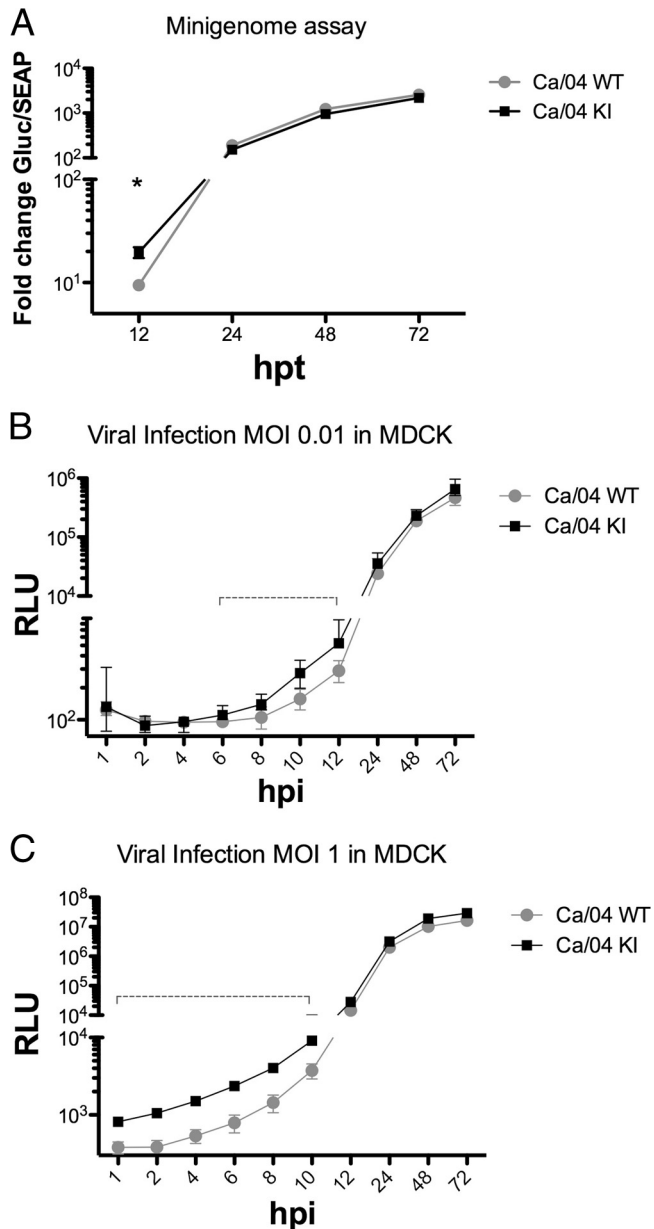 A
Minigenome assay
Fold change Gluc/SEAP
10^4
10^3
10^2
10^2
10^1
*
12 24 48 72
hpt
Ca/04 WT
Ca/04 KI
B
Viral Infection MOI 0.01 in MDCK
RLU
10^6
10^5
10^4
10^2
1 2 4 6 8 10 12 24 48 72
hpi
Ca/04 WT
Ca/04 KI
C
Viral Infection MOI 1 in MDCK
RLU
10^8
10^7
10^6
10^5
10^4
10^4
10^3
1 2 4 6 8 10 12 24 48 72
hpi
Ca/04 WT
Ca/04 KI